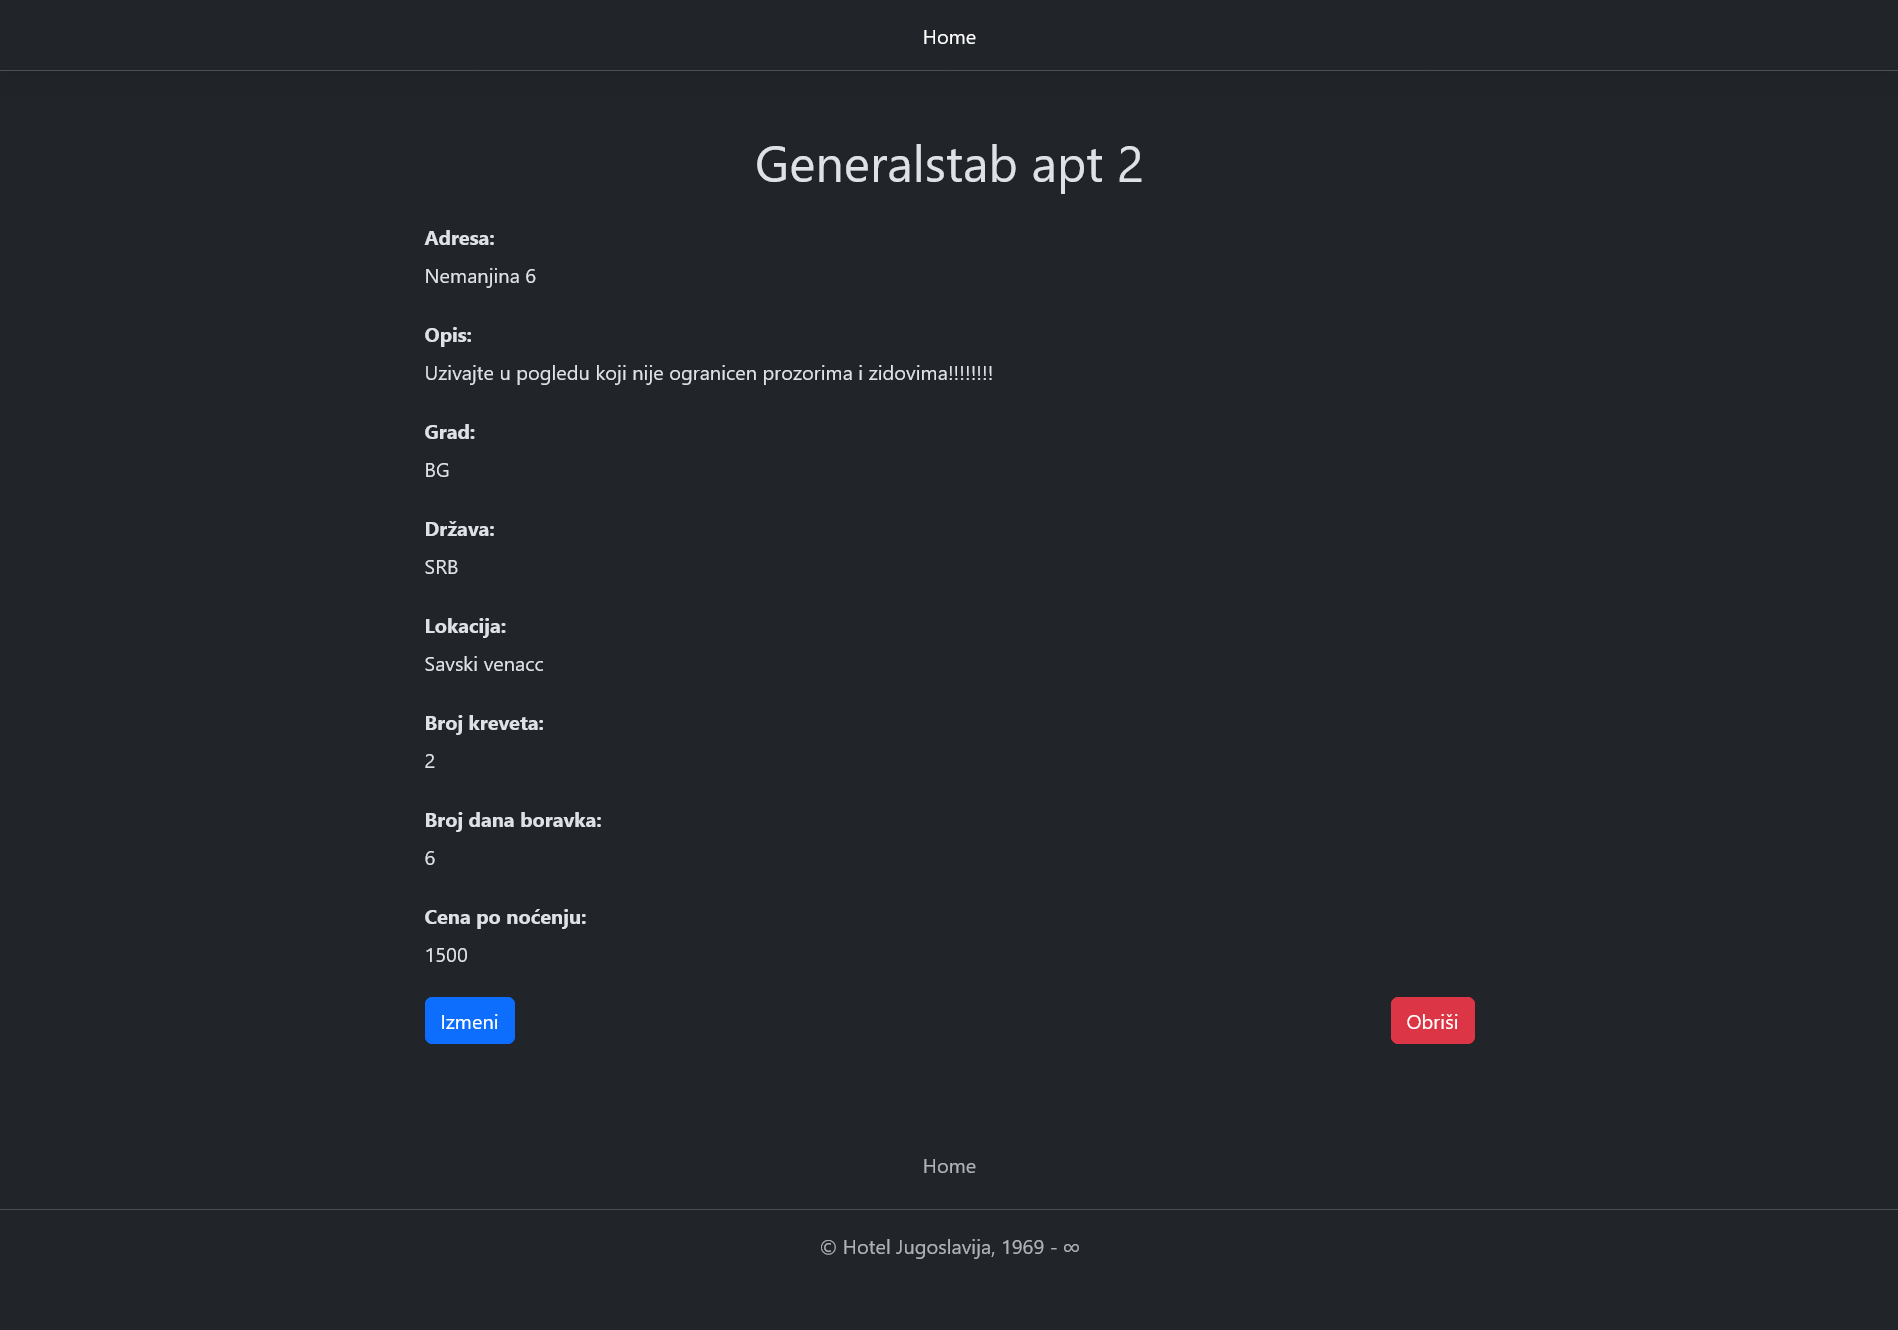 Home
Generalstab apt 2
Adresa:
Nemanjina 6
Opis:
Uzivajte u pogledu koji nije ogranicen prozorima i zidovima!!!!!!!!
Grad:
BG
Država:
SRB
Lokacija:
Savski venacc
Broj kreveta:
2
Broj dana boravka:
6
Cena po noćenju:
1500
Izmeni
Obriši
Home
© Hotel Jugoslavija, 1969 - ∞